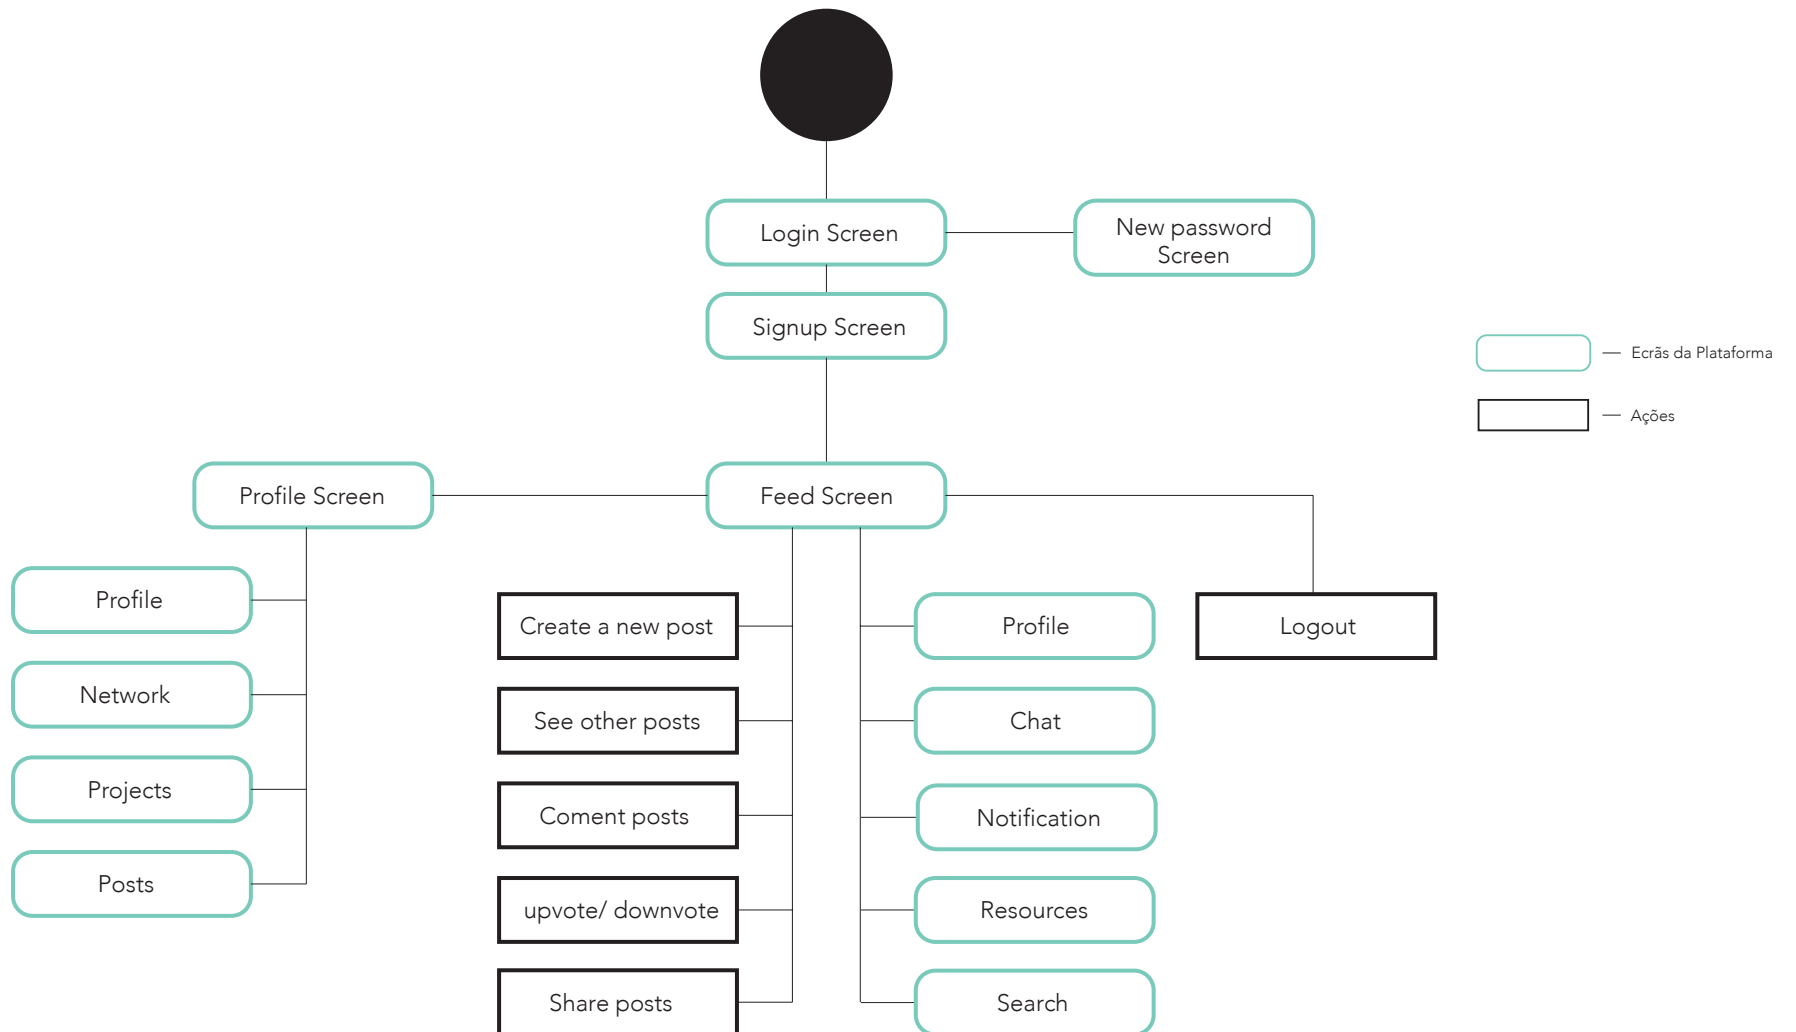 Login Screen
New password
Screen
Signup Screen
Ecrãs da Plataforma
Ações
Profile Screen
Feed Screen
Profile
Network
Projects
Posts
Create a new post
See other posts
Coment posts
upvote/ downvote
Share posts
Profile
Chat
Notification
Resources
Search
Logout